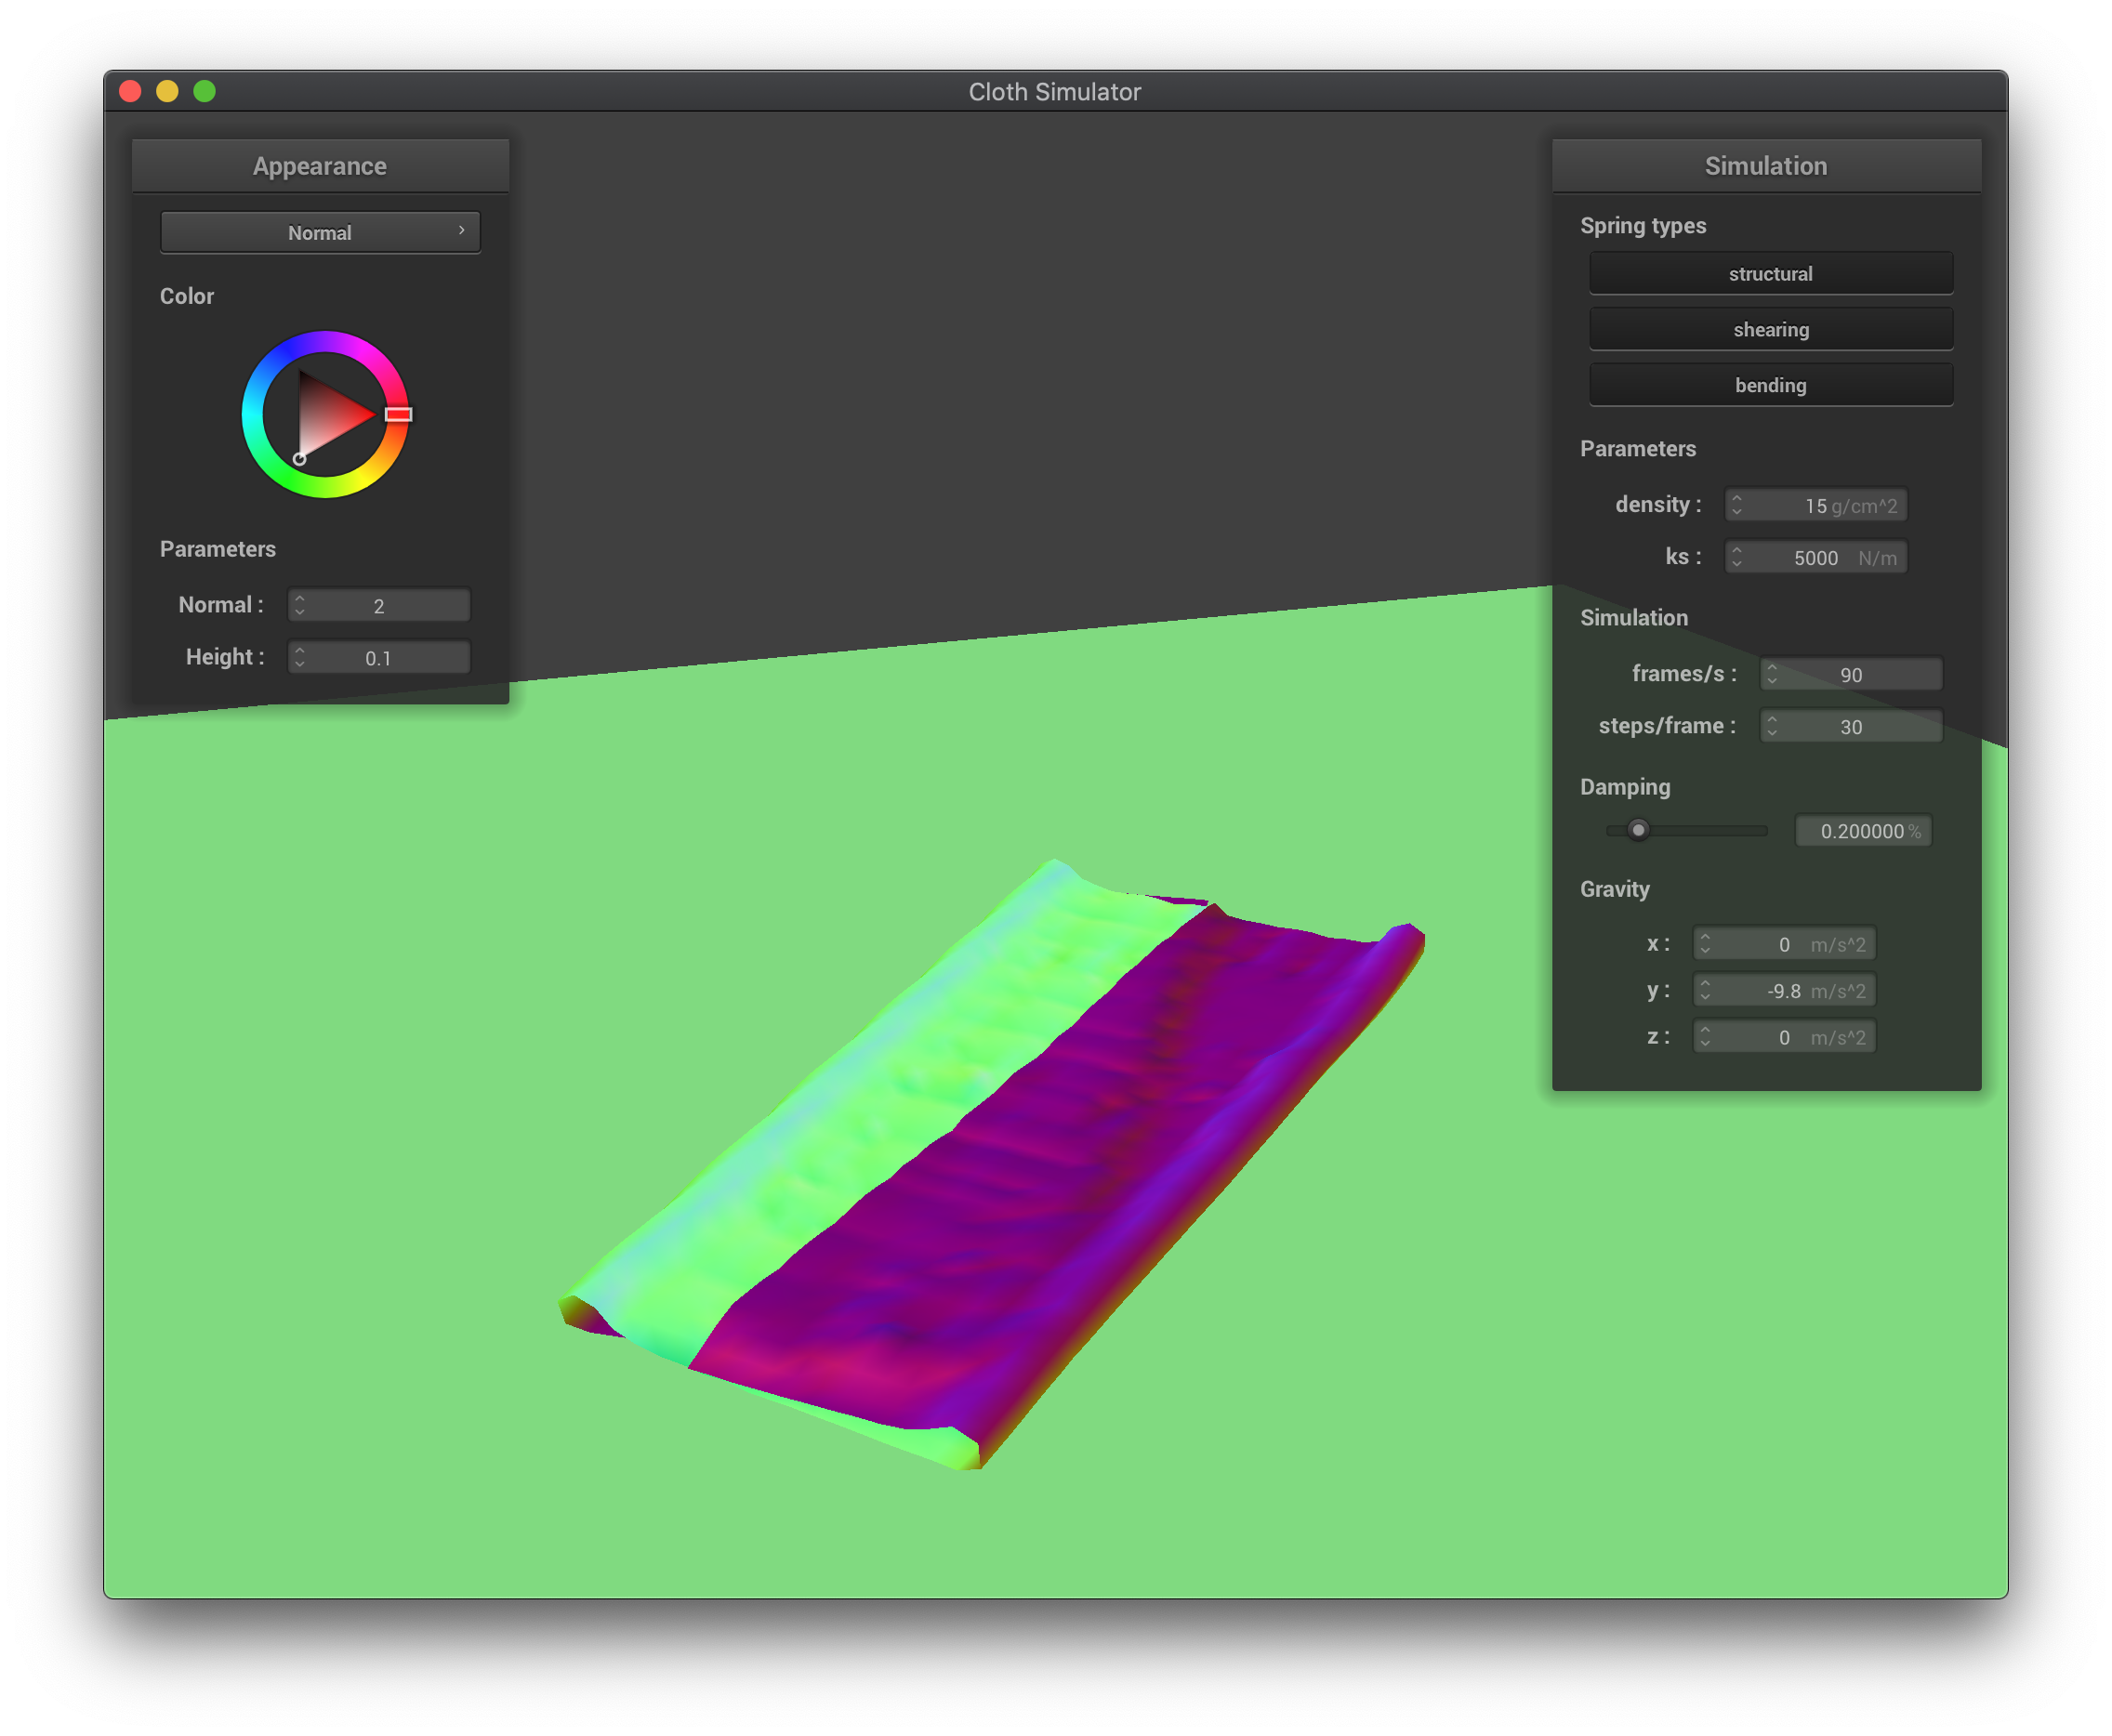 Cloth Simulator
Appearance
Normal
Color
Parameters
Normal : 2
Height : 0.1
Simulation
Spring types
structural
shearing
bending
Parameters
density : 15 g/cm^2
ks : 5000 N/m
Simulation
frames/s : 90
steps/frame : 30
Damping
0.200000 %
Gravity
x : 0 m/s^2
y : -9.8 m/s^2
z : 0 m/s^2